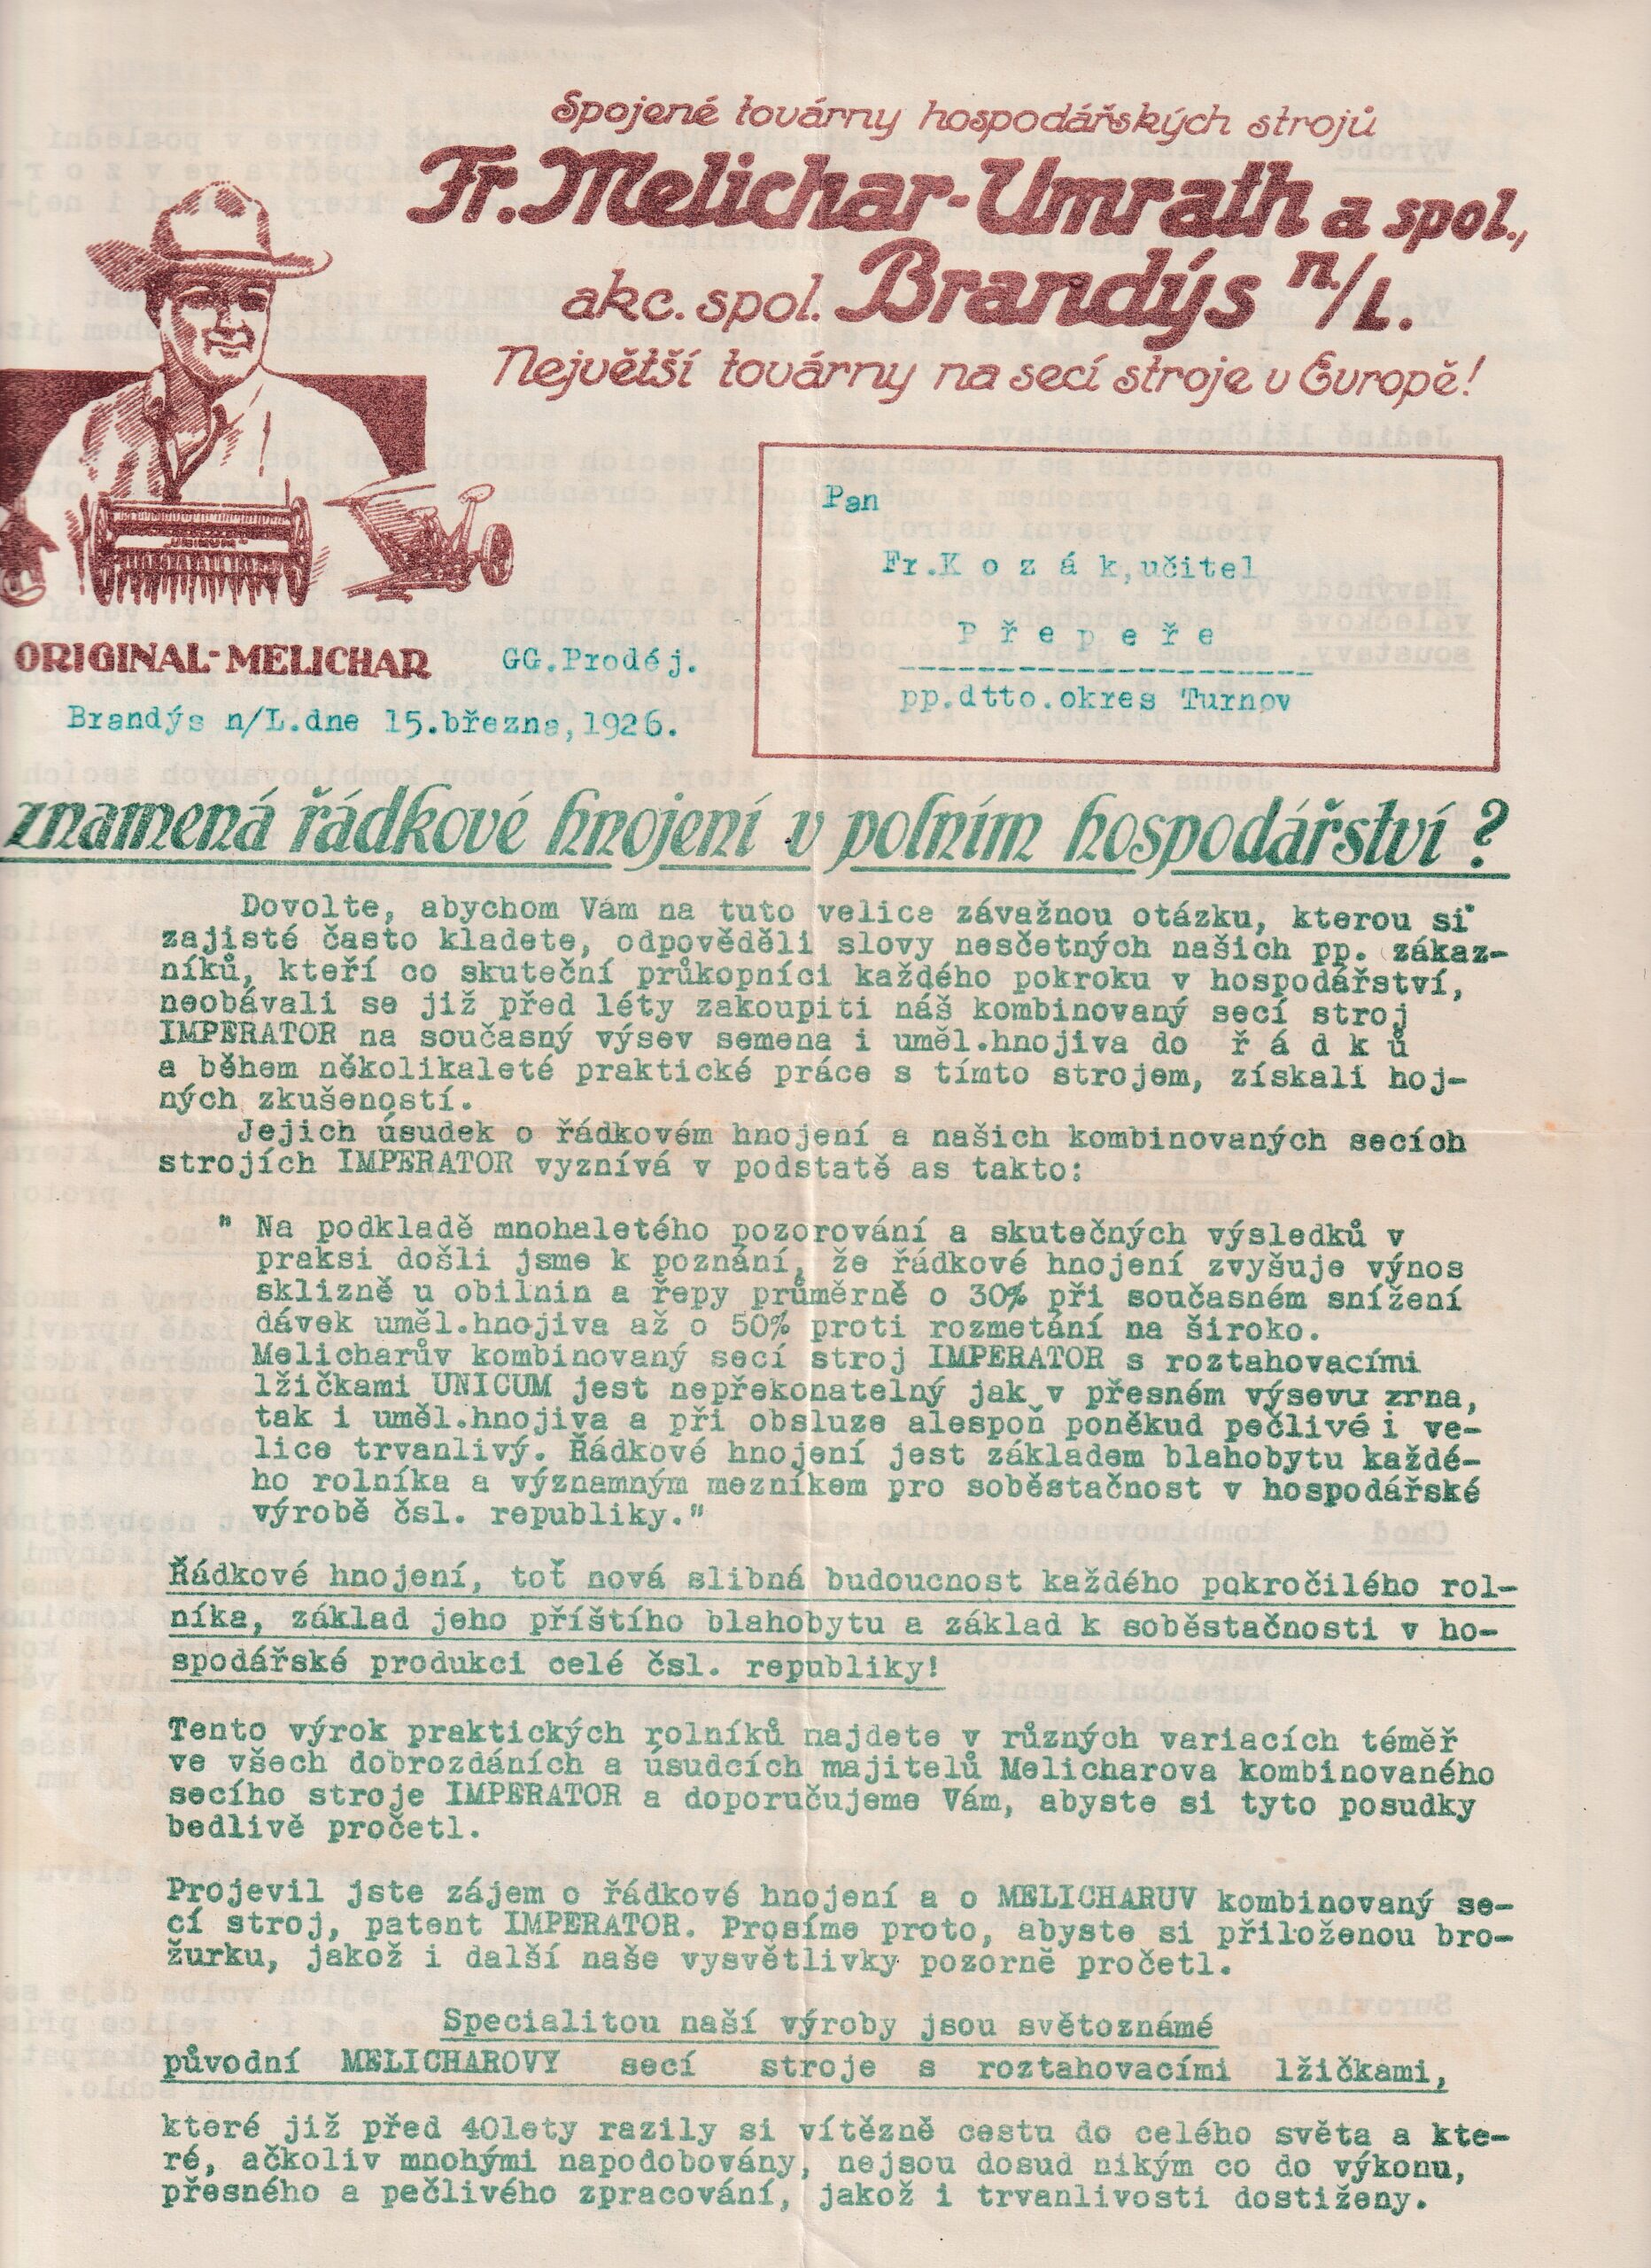 Spojené továrny hospodářských strojů
Fr. Melichar-Umrath a spol.,
akc. spol. Brandýs n./L.
Největší továrny na secí stroje v Evropě!
UNICUM
ORIGINAL-MELICHAR
GG.Prodej.
Brandýs n/L.dne 15.března,1926.
Pan
Fr.K o z á k,učitel
P ř e p e ř e
pp.dtto.okres Turnov
znamená řádkové hnojení v polním hospodářství?
Dovolte, abychom Vám na tuto velice závažnou otázku, kterou si
zajisté často kladete, odpověděli slovy nesčetných našich pp. zákaz-
níků, kteří co skuteční průkopníci každého pokroku v hospodářství,
neobávali se již před léty zakoupiti náš kombinovaný secí stroj
IMPERATOR na současný výsev semena i uměl.hnojiva do ř á d k ů
a během několikaleté praktické práce s tímto strojem, získali hoj-
ných zkušeností.
Jejich úsudek o řádkovém hnojení a našich kombinovaných secích
strojích IMPERATOR vyznívá v podstatě as takto:
" Na podkladě mnohaletého pozorování a skutečných výsledků v
praksi došli jsme k poznání, že řádkové hnojení zvyšuje výnos
sklizně u obilnin a řepy průměrně o 30% při současném snížení
dávek uměl.hnojiva až o 50% proti rozmetání na široko.
Melicharův kombinovaný secí stroj IMPERATOR s roztahovacími
lžičkami UNICUM jest nepřekonatelný jak v přesném výsevu zrna,
tak i uměl.hnojiva a při obsluze alespoň poněkud pečlivé i ve-
lice trvanlivý. Řádkové hnojení jest základem blahobytu každé-
ho rolníka a významným mezníkem pro soběstačnost v hospodářské
výrobě čsl. republiky."
Řádkové hnojení, toť nová slibná budoucnost každého pokročilého rol-
níka, základ jeho příštího blahobytu a základ k soběstačnosti v ho-
spodářské produkci celé čsl. republiky!
Tento výrok praktických rolníků najdete v různých variacích téměř
ve všech dobrozdáních a úsudcích majitelů Melicharova kombinovaného
secího stroje IMPERATOR a doporučujeme Vám, abyste si tyto posudky
bedlivě pročetl.
Projevil jste zájem o řádkové hnojení a o MELICHARUV kombinovaný se-
cí stroj, patent IMPERATOR. Prosíme proto, abyste si přiloženou bro-
žurku, jakož i další naše vysvětlivky pozorně pročetl.
Specialitou naší výroby jsou světoznámé
původní MELICHAROVY secí stroje s roztahovacími lžičkami,
které již před 40lety razily si vítězně cestu do celého světa a kte-
ré, ačkoliv mnohými napodobovány, nejsou dosud nikým co do výkonu,
přesného a pečlivého zpracování, jakož i trvanlivosti dostiženy.